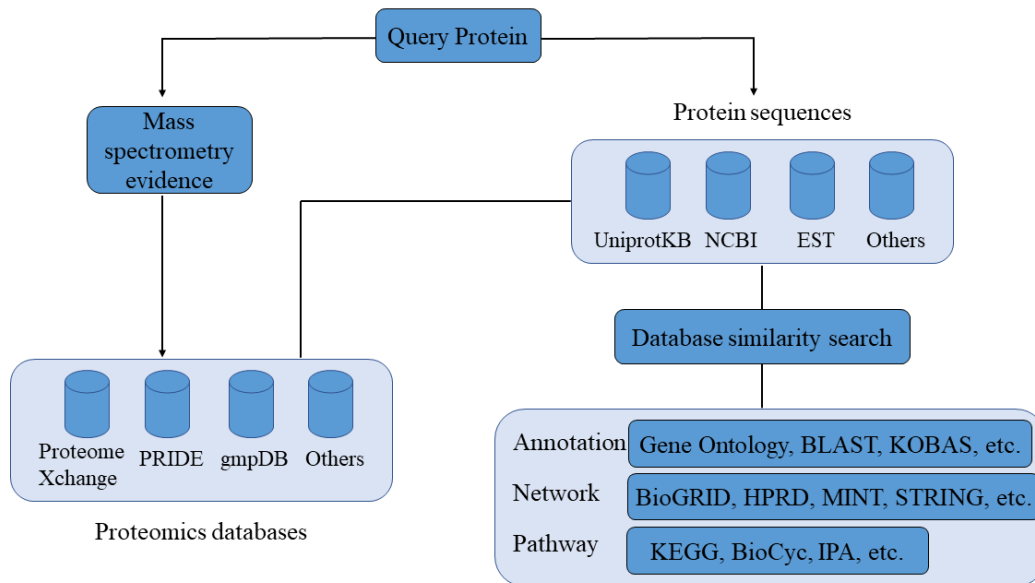 Query Protein
Mass
spectrometry
evidence
Protein sequences
UniprotKB
NCBI
EST
Others
Database similarity search
Proteome
Xchange
PRIDE
gmpDB
Others
Proteomics databases
Annotation
Gene Ontology, BLAST, KOBAS, etc.
Network
BioGRID, HPRD, MINT, STRING, etc.
Pathway
KEGG, BioCyc, IPA, etc.